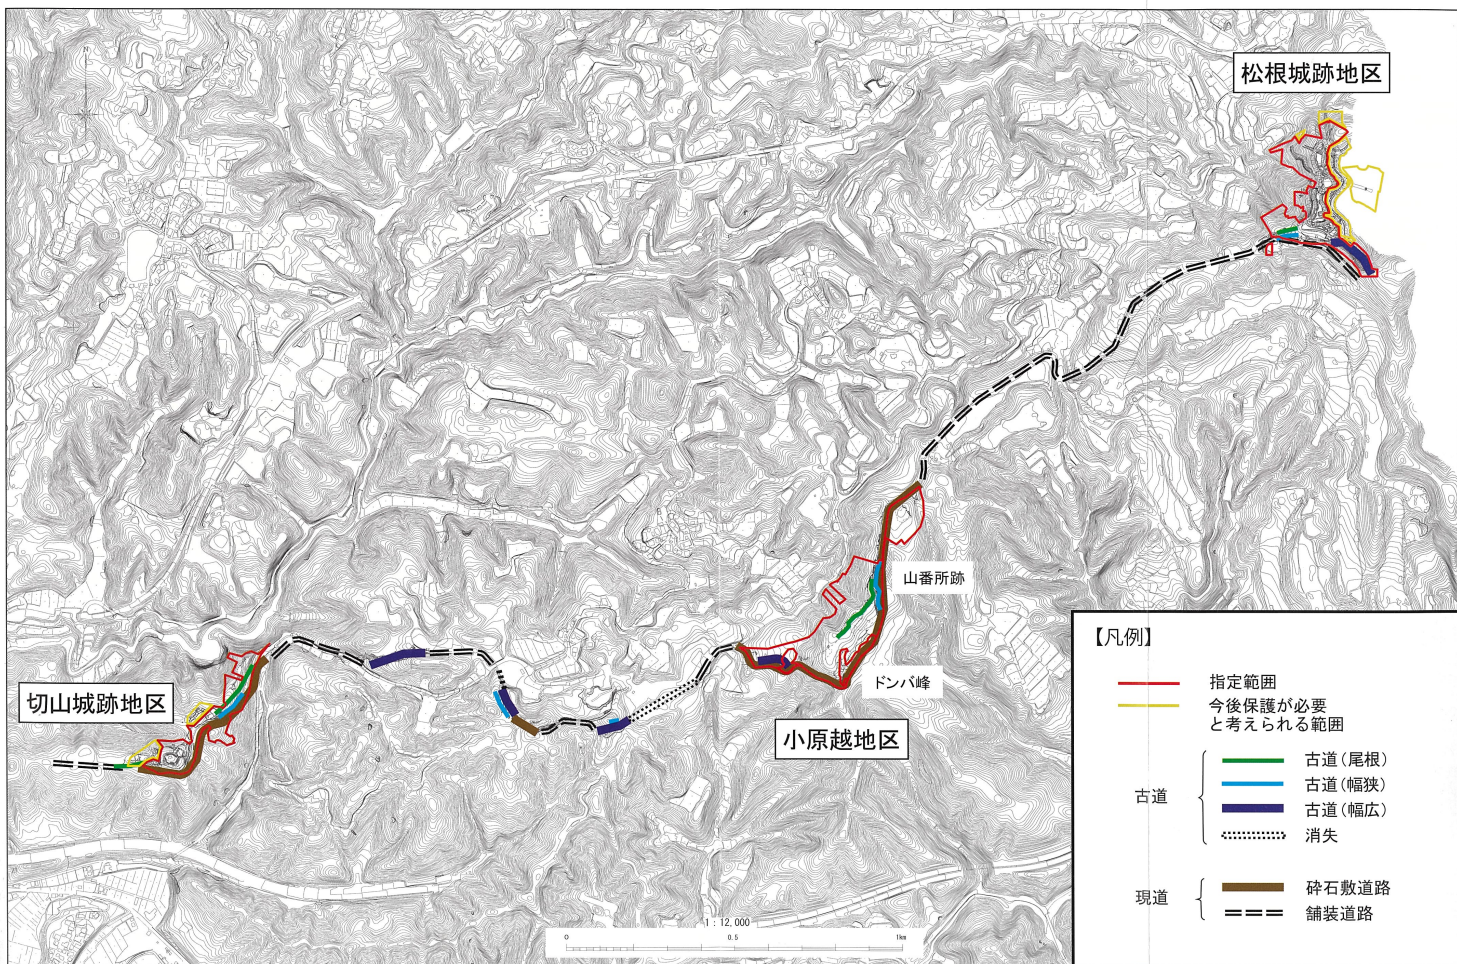 N
松根城跡地区
山番所跡
切山城跡地区
ドンバ峰
小原越地区
【凡例】
指定範囲
今後保護が必要
と考えられる範囲
古道
古道(尾根)
古道(幅狭)
古道(幅広)
消失
現道
砕石敷道路
舗装道路
1:12,000
0 0.5 1km